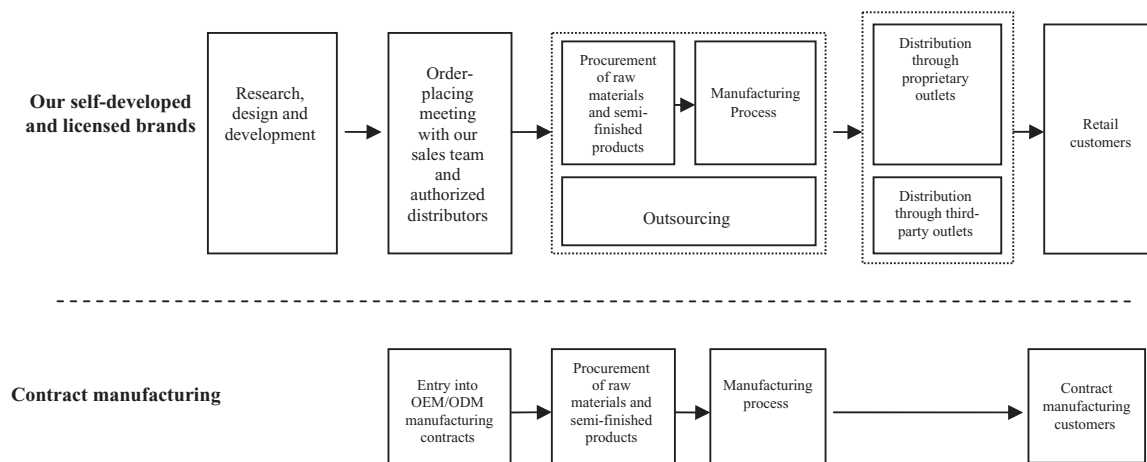 Our self-developed
and licensed brands
Research,
design and
development
Order-
placing
meeting
with our
sales team
and
authorized
distributors
Procurement
of raw
materials
and semi-
finished
products
Manufacturing
Process
Outsourcing
Distribution
through
proprietary
outlets
Distribution
through third-
party outlets
Retail
customers
Contract manufacturing
Entry into
OEM/ODM
manufacturing
contracts
Procurement
of raw
materials and
semi-finished
products
Manufacturing
process
Contract
manufacturing
customers